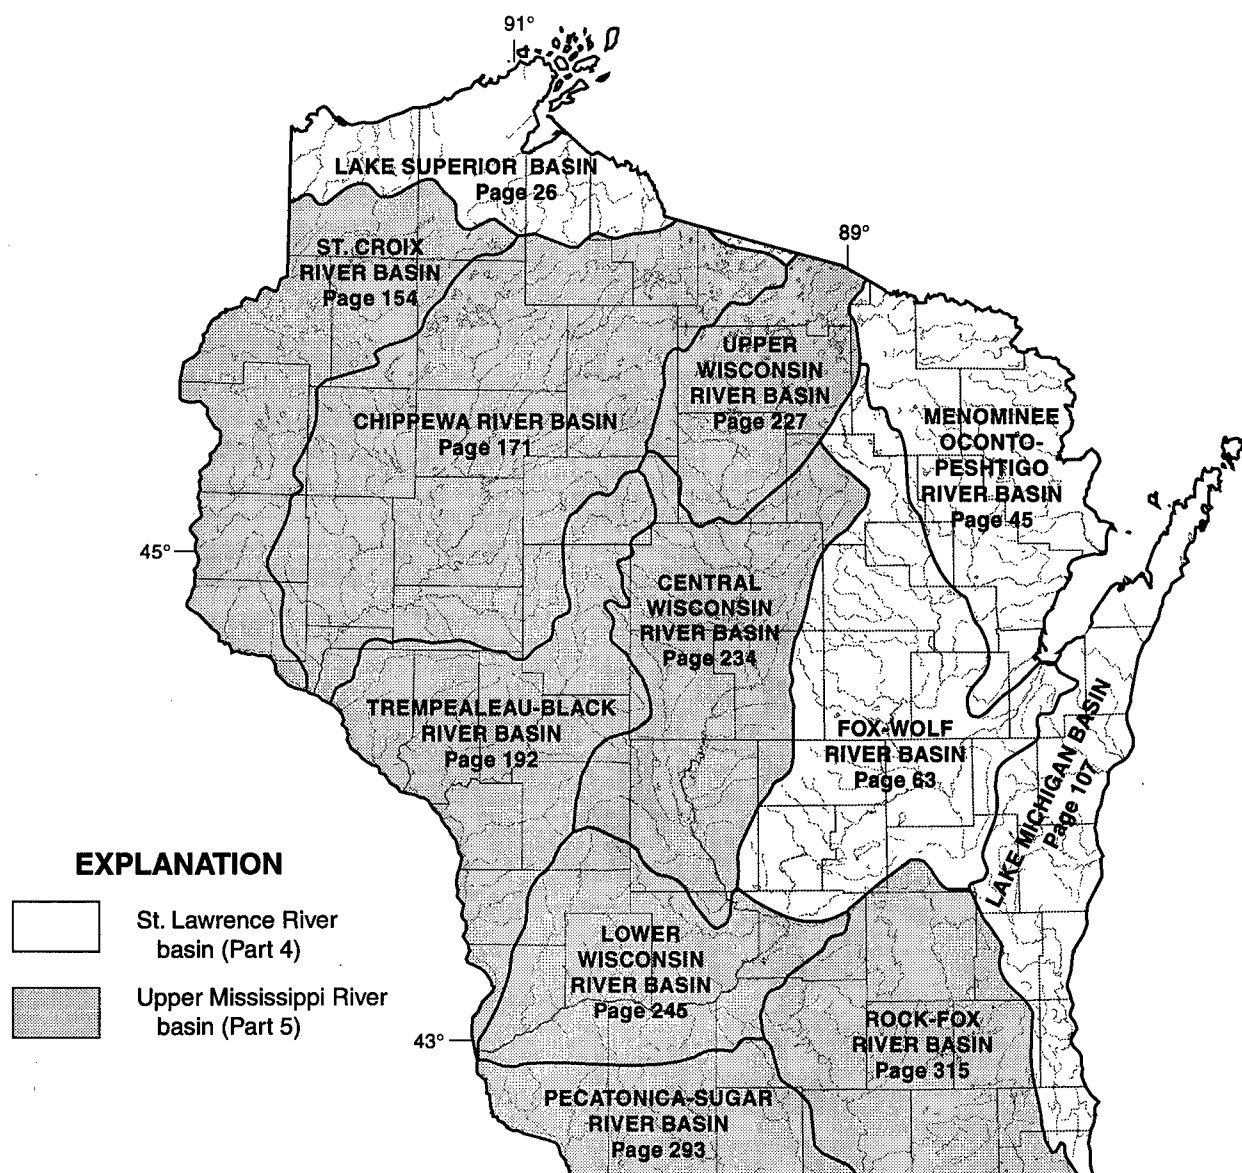 91°
LAKE SUPERIOR BASIN
Page 26
89°
ST. CROIX
RIVER BASIN
Page 154
UPPER
WISCONSIN
RIVER BASIN
Page 227
CHIPPEWA RIVER BASIN
Page 171
MENOMINEE
OCONTO-
PESHTIGO
RIVER BASIN
Page 45
45°
CENTRAL
WISCONSIN
RIVER BASIN
Page 234
TREMPEALEAU-BLACK
RIVER BASIN
Page 192
FOX-WOLF
RIVER BASIN
Page 63
LAKE MICHIGAN BASIN
Page 107
EXPLANATION
St. Lawrence River
basin (Part 4)
Upper Mississippi River
basin (Part 5)
LOWER
WISCONSIN
RIVER BASIN
Page 245
43°
ROCK-FOX
RIVER BASIN
Page 315
PECATONICA-SUGAR
RIVER BASIN
Page 293